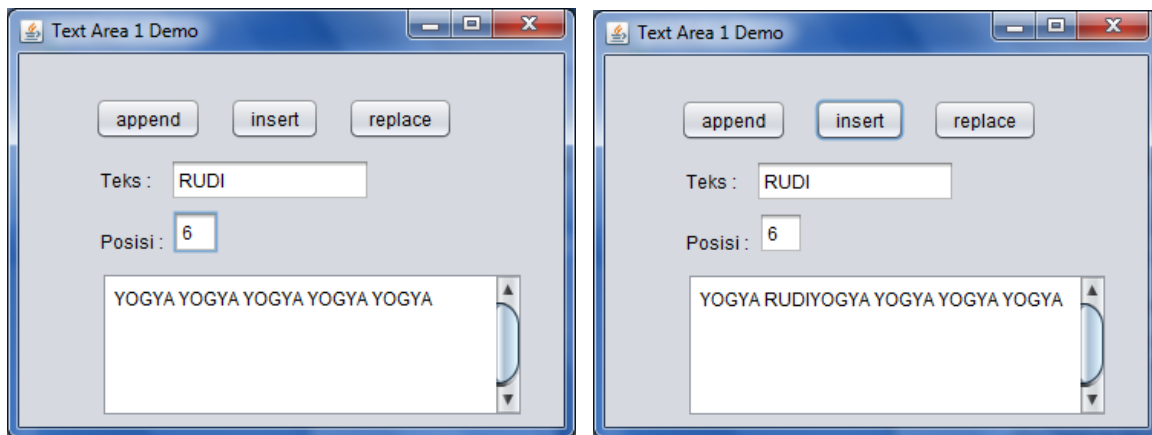 Text Area 1 Demo
append insert replace
Teks : RUDI
Posisi : 6
YOGYA YOGYA YOGYA YOGYA YOGYA
Text Area 1 Demo
append insert replace
Teks : RUDI
Posisi : 6
YOGYA RUDIYOGYA YOGYA YOGYA YOGYA